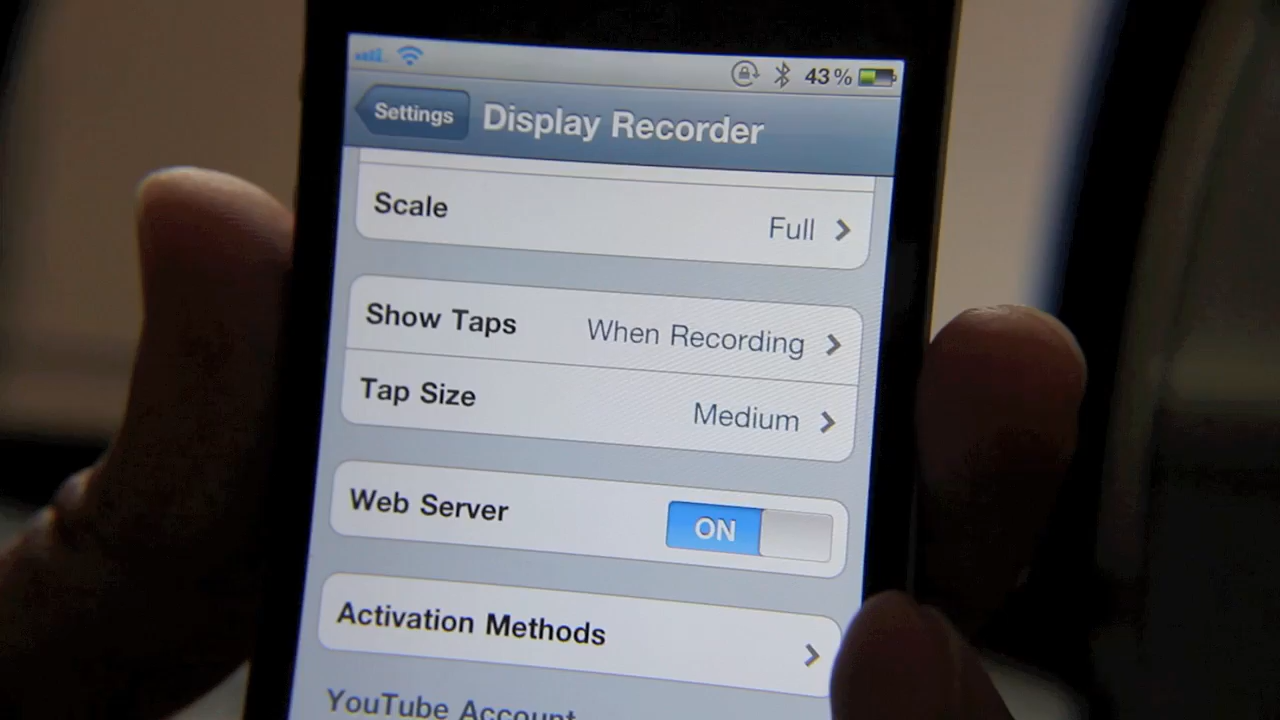 43%
Settings
Display Recorder
Scale
Full
Show Taps
When Recording
Tap Size
Medium
Web Server
ON
Activation Methods
YouTube Account